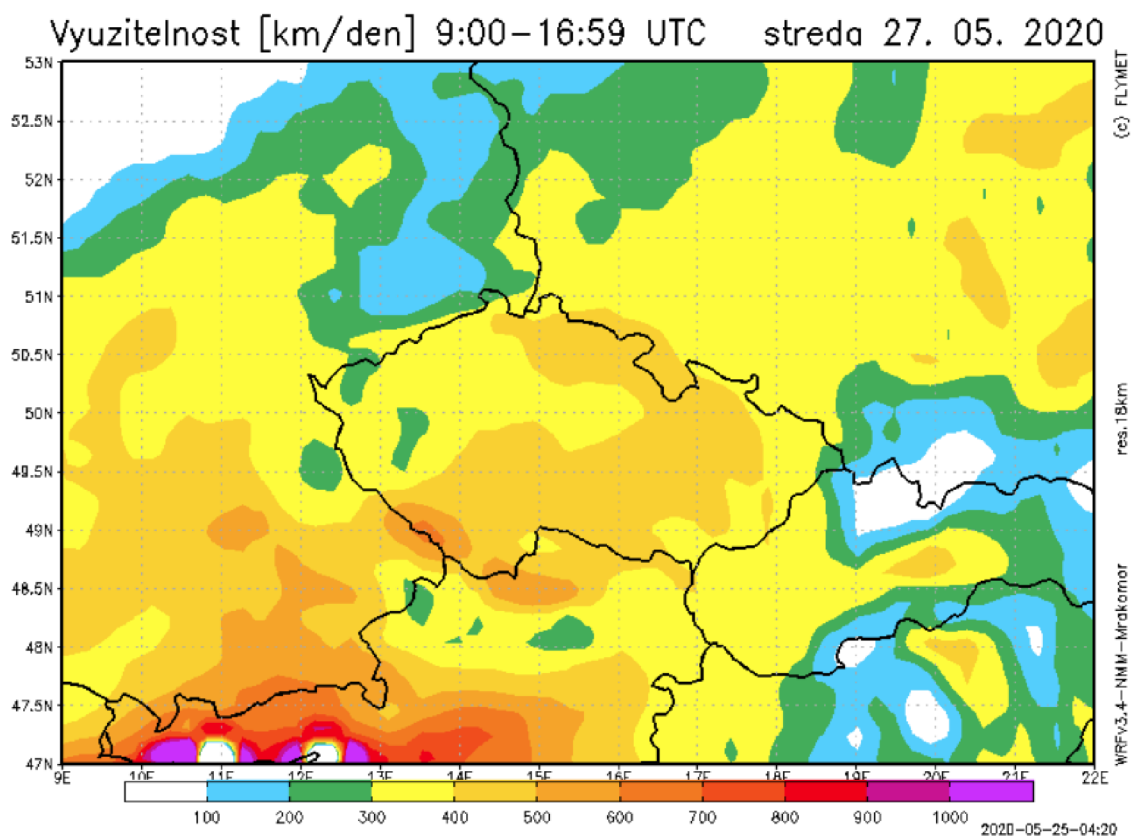 Vyuzitelnost [km/den] 9:00-16:59 UTC streda 27. 05. 2020
(c) FLYMET
53N
52.5N
52N
51.5N
51N
50.5N
50N
49.5N
49N
48.5N
48N
47.5N
47N
res.18km
WRFv3.4-NMM-Mrakomor
9E 10E 11E 12E 13E 14E 15E 16E 17E 18E 19E 20E 21E 22E
100 200 300 400 500 600 700 800 900 1000
2020-05-25-04:20